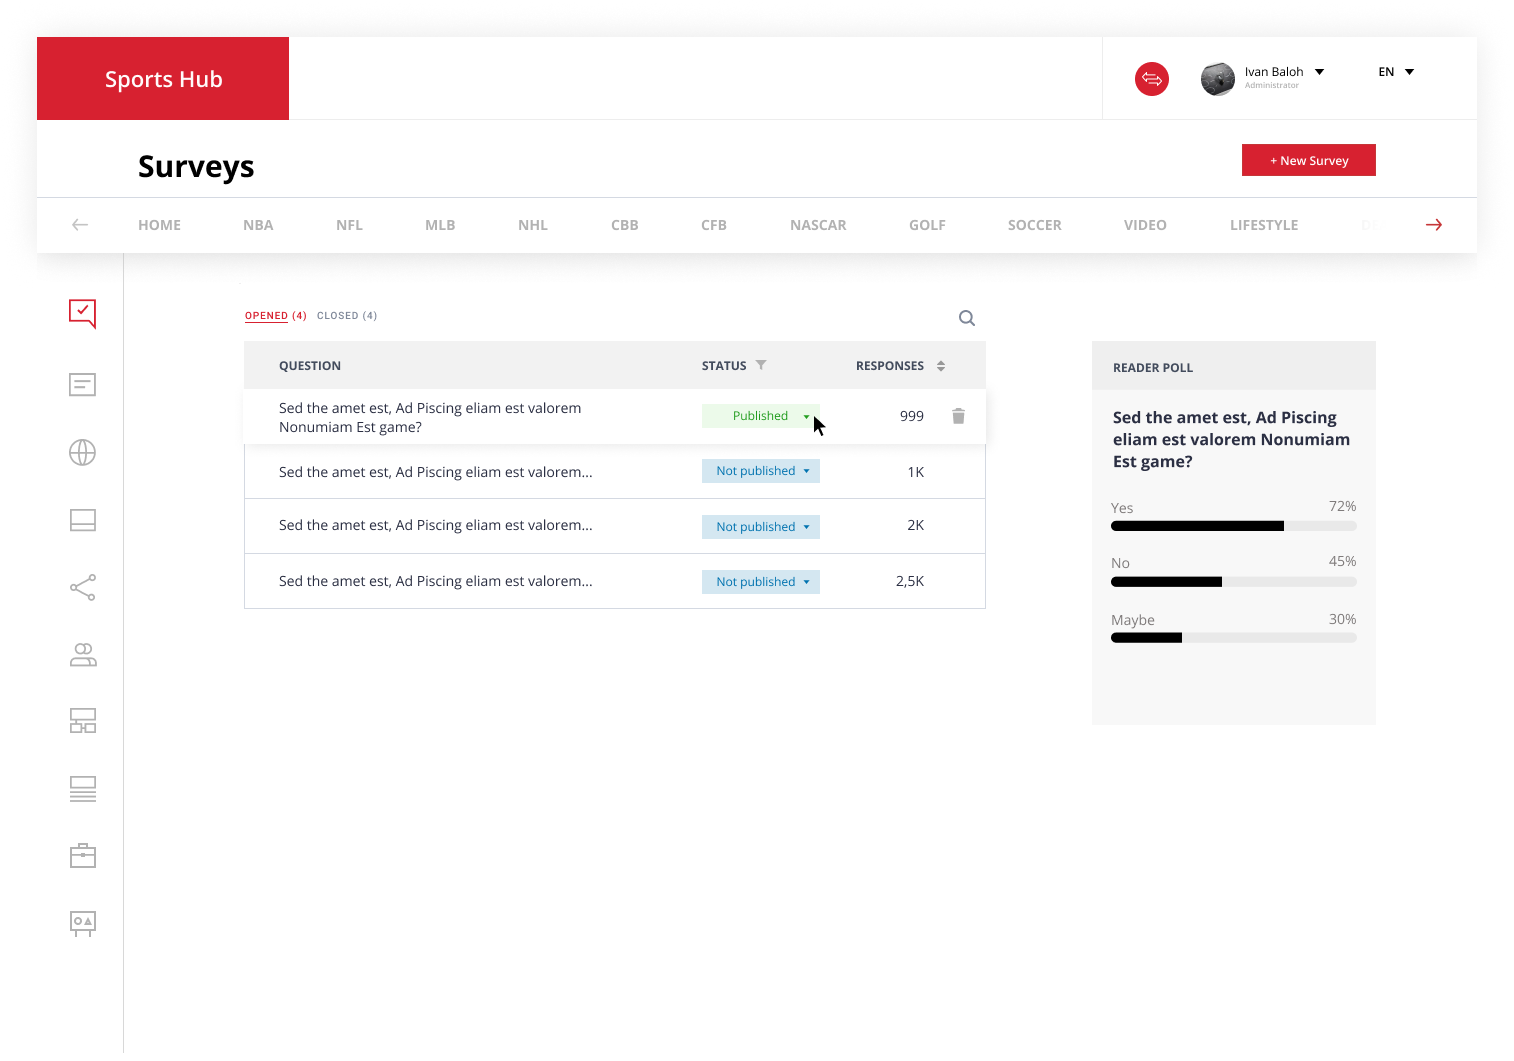 Sports Hub
Ivan Baloh
Administrator
EN
Surveys
+ New Survey
HOME NBA NFL MLB NHL CBB CFB NASCAR GOLF SOCCER VIDEO LIFESTYLE
OPENED (4) CLOSED (4)
QUESTION STATUS RESPONSES
Sed the amet est, Ad Piscing eliam est valorem
Nonumiam Est game?
Published
999
Sed the amet est, Ad Piscing eliam est valorem...
Not published
1K
Sed the amet est, Ad Piscing eliam est valorem...
Not published
2K
Sed the amet est, Ad Piscing eliam est valorem...
Not published
2,5K
READER POLL
Sed the amet est, Ad Piscing
eliam est valorem Nonumiam
Est game?
Yes 72%
No 45%
Maybe 30%